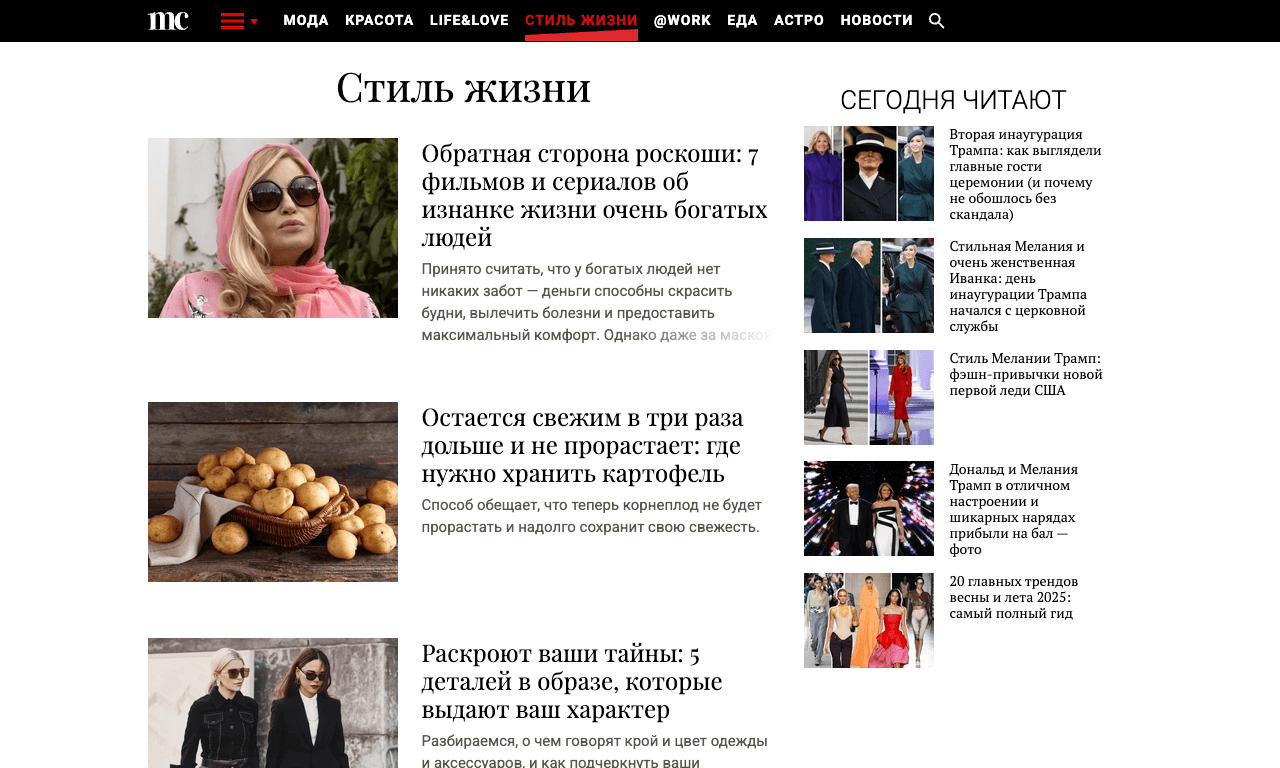 mc
МОДА КРАСОТА LIFE&LOVE СТИЛЬ ЖИЗНИ @WORK ЕДА АСТРО НОВОСТИ
Стиль жизни
Обратная сторона роскоши: 7
фильмов и сериалов об
изнанке жизни очень богатых
людей
Принято считать, что у богатых людей нет
никаких забот — деньги способны скрасить
будни, вылечить болезни и предоставить
максимальный комфорт. Однако даже за маской
Остается свежим в три раза
дольше и не прорастает: где
нужно хранить картофель
Способ обещает, что теперь корнеплод не будет
прорастать и надолго сохранит свою свежесть.
Раскроют ваши тайны: 5
деталей в образе, которые
выдают ваш характер
Разбираемся, о чем говорят крой и цвет одежды
и аксессуаров, и как подчеркнуть ваши
СЕГОДНЯ ЧИТАЮТ
Вторая инаугурация
Трампа: как выглядели
главные гости
церемонии (и почему
не обошлось без
скандала)
Стильная Мелания и
очень женственная
Иванка: день
инаугурации Трампа
начался с церковной
службы
Стиль Мелании Трамп:
фэшн-привычки новой
первой леди США
Дональд и Мелания
Трамп в отличном
настроении и
шикарных нарядах
прибыли на бал —
фото
20 главных трендов
весны и лета 2025:
самый полный гид